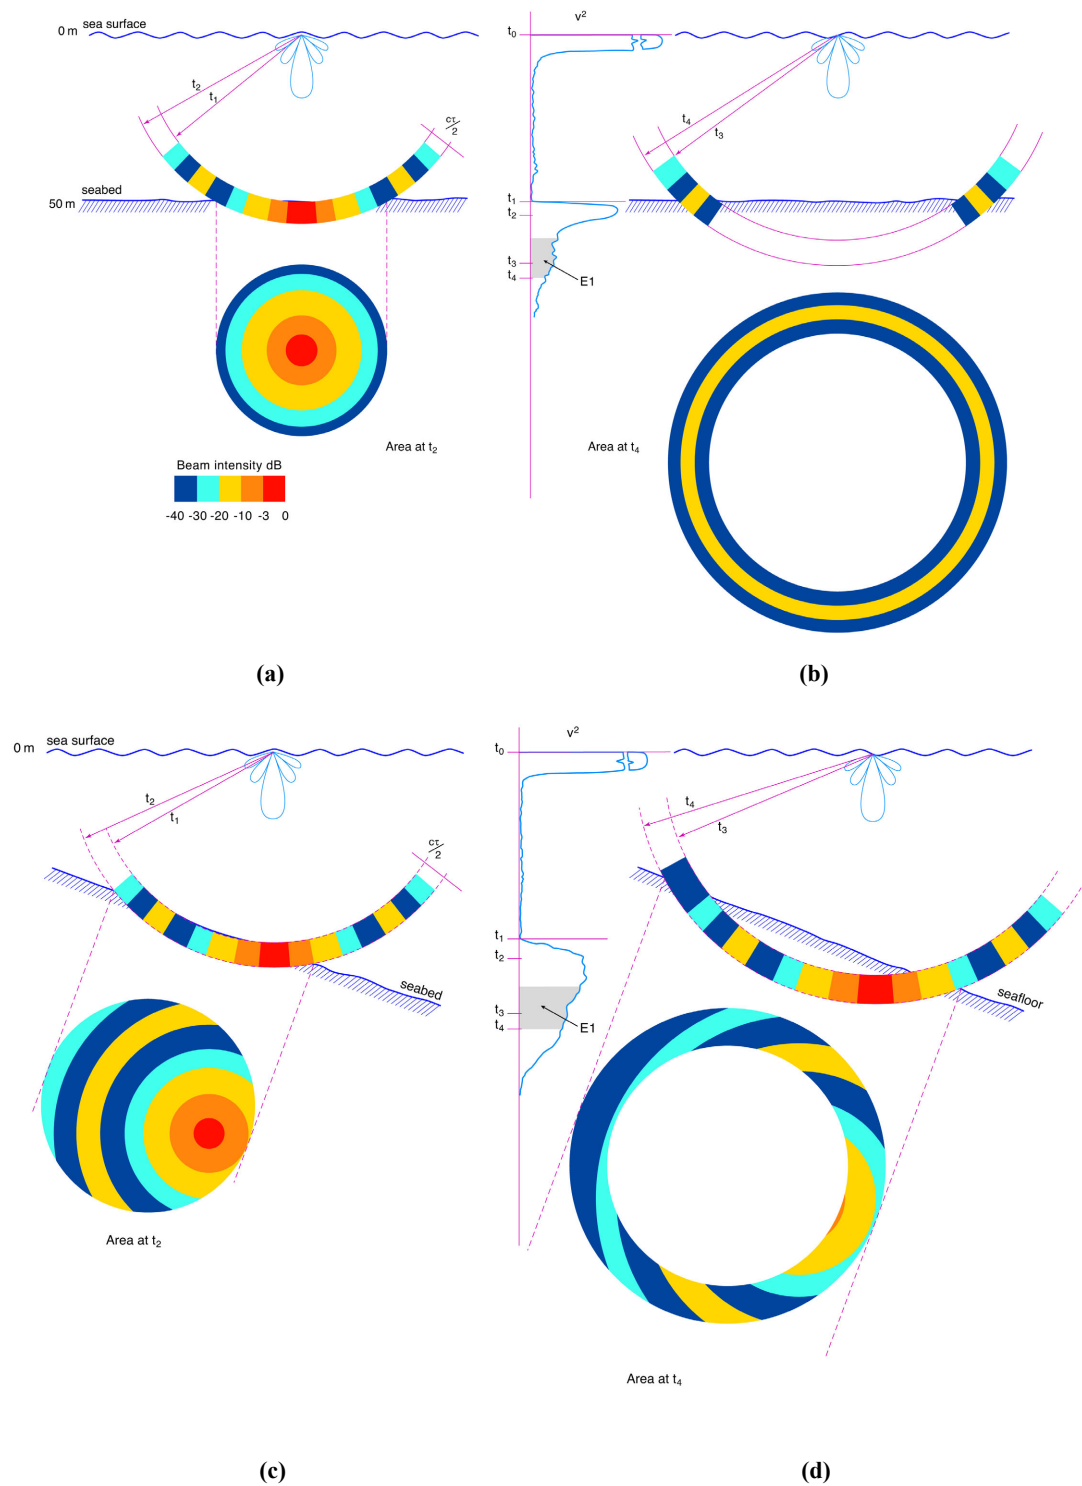 sea surface
0 m
t2
t1
cτ
2
seabed
50 m
Area at t2
Beam intensity dB
-40 -30 -20 -10 -3 0
(a)
v²
t0
t1
t2
t3
t4
E1
t4
t3
Area at t4
(b)
sea surface
0 m
t2
t1
cτ
2
seabed
Area at t2
(c)
v²
t0
t1
t2
t3
t4
E1
t4
t3
seafloor
Area at t4
(d)